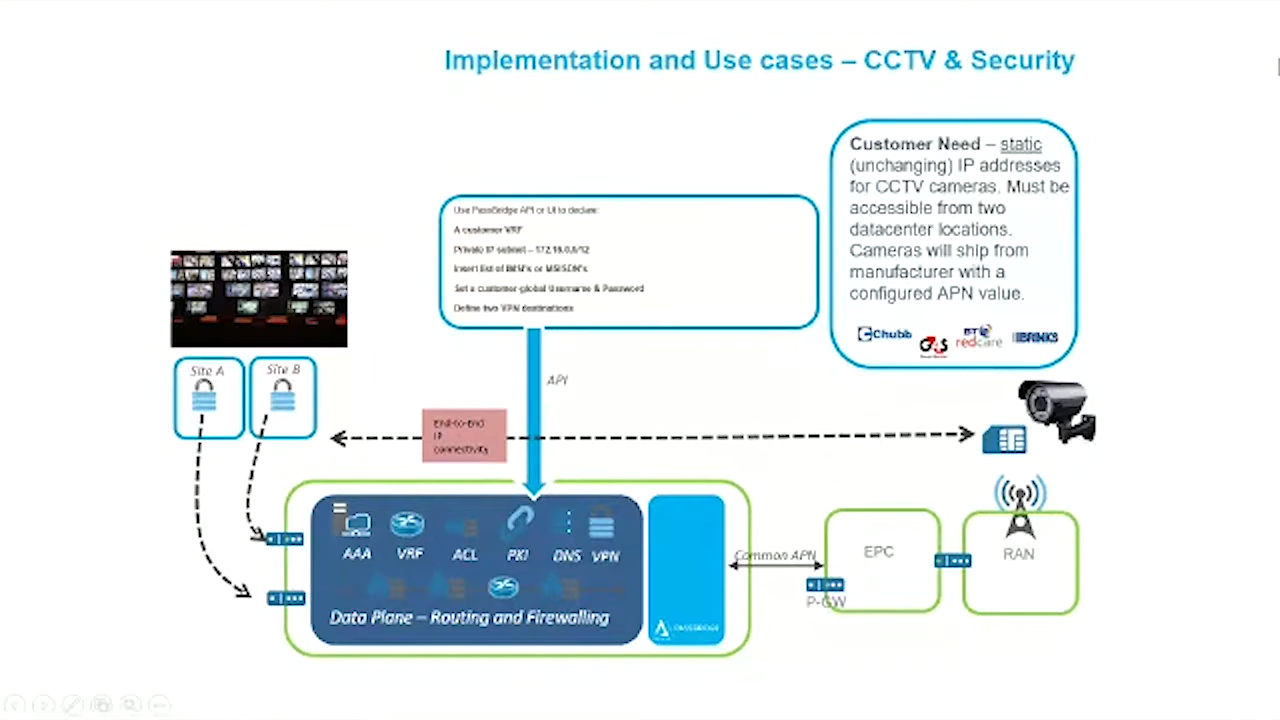 Implementation and Use cases – CCTV & Security
Customer Need – static
(unchanging) IP addresses
for CCTV cameras. Must be
accessible from two
datacenter locations.
Cameras will ship from
manufacturer with a
configured APN value.
Chubb
G4S
BT
redcare
BRINKS
Use PassBridge API or UI to declare:
A customer VRF
Private IP subnet – 172.16.0.0/12
Insert list of IMSI's or MSISDN's
Set a customer-global Username & Password
Define two VPN destinations
Site A
Site B
API
End-to-End
IP
connectivity
AAA
VRF
ACL
PKI
DNS
VPN
Data Plane – Routing and Firewalling
PASSBRIDGE
Common APN
P-GW
EPC
RAN